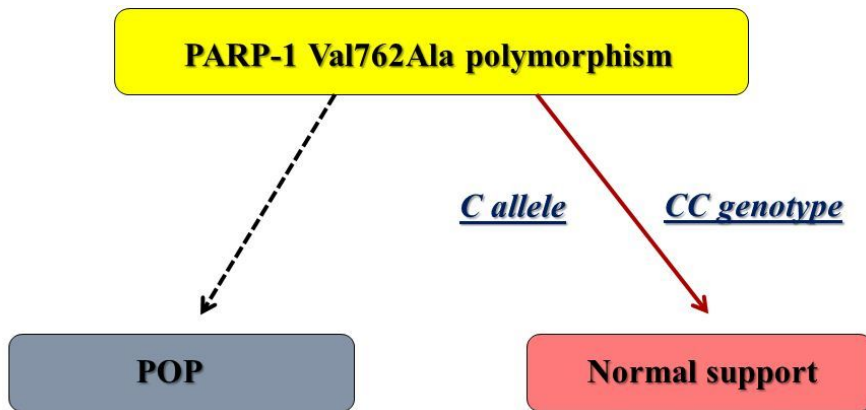 PARP-1 Val762Ala polymorphism
C allele
CC genotype
POP
Normal support